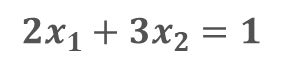 2x₁ + 3x₂ = 1